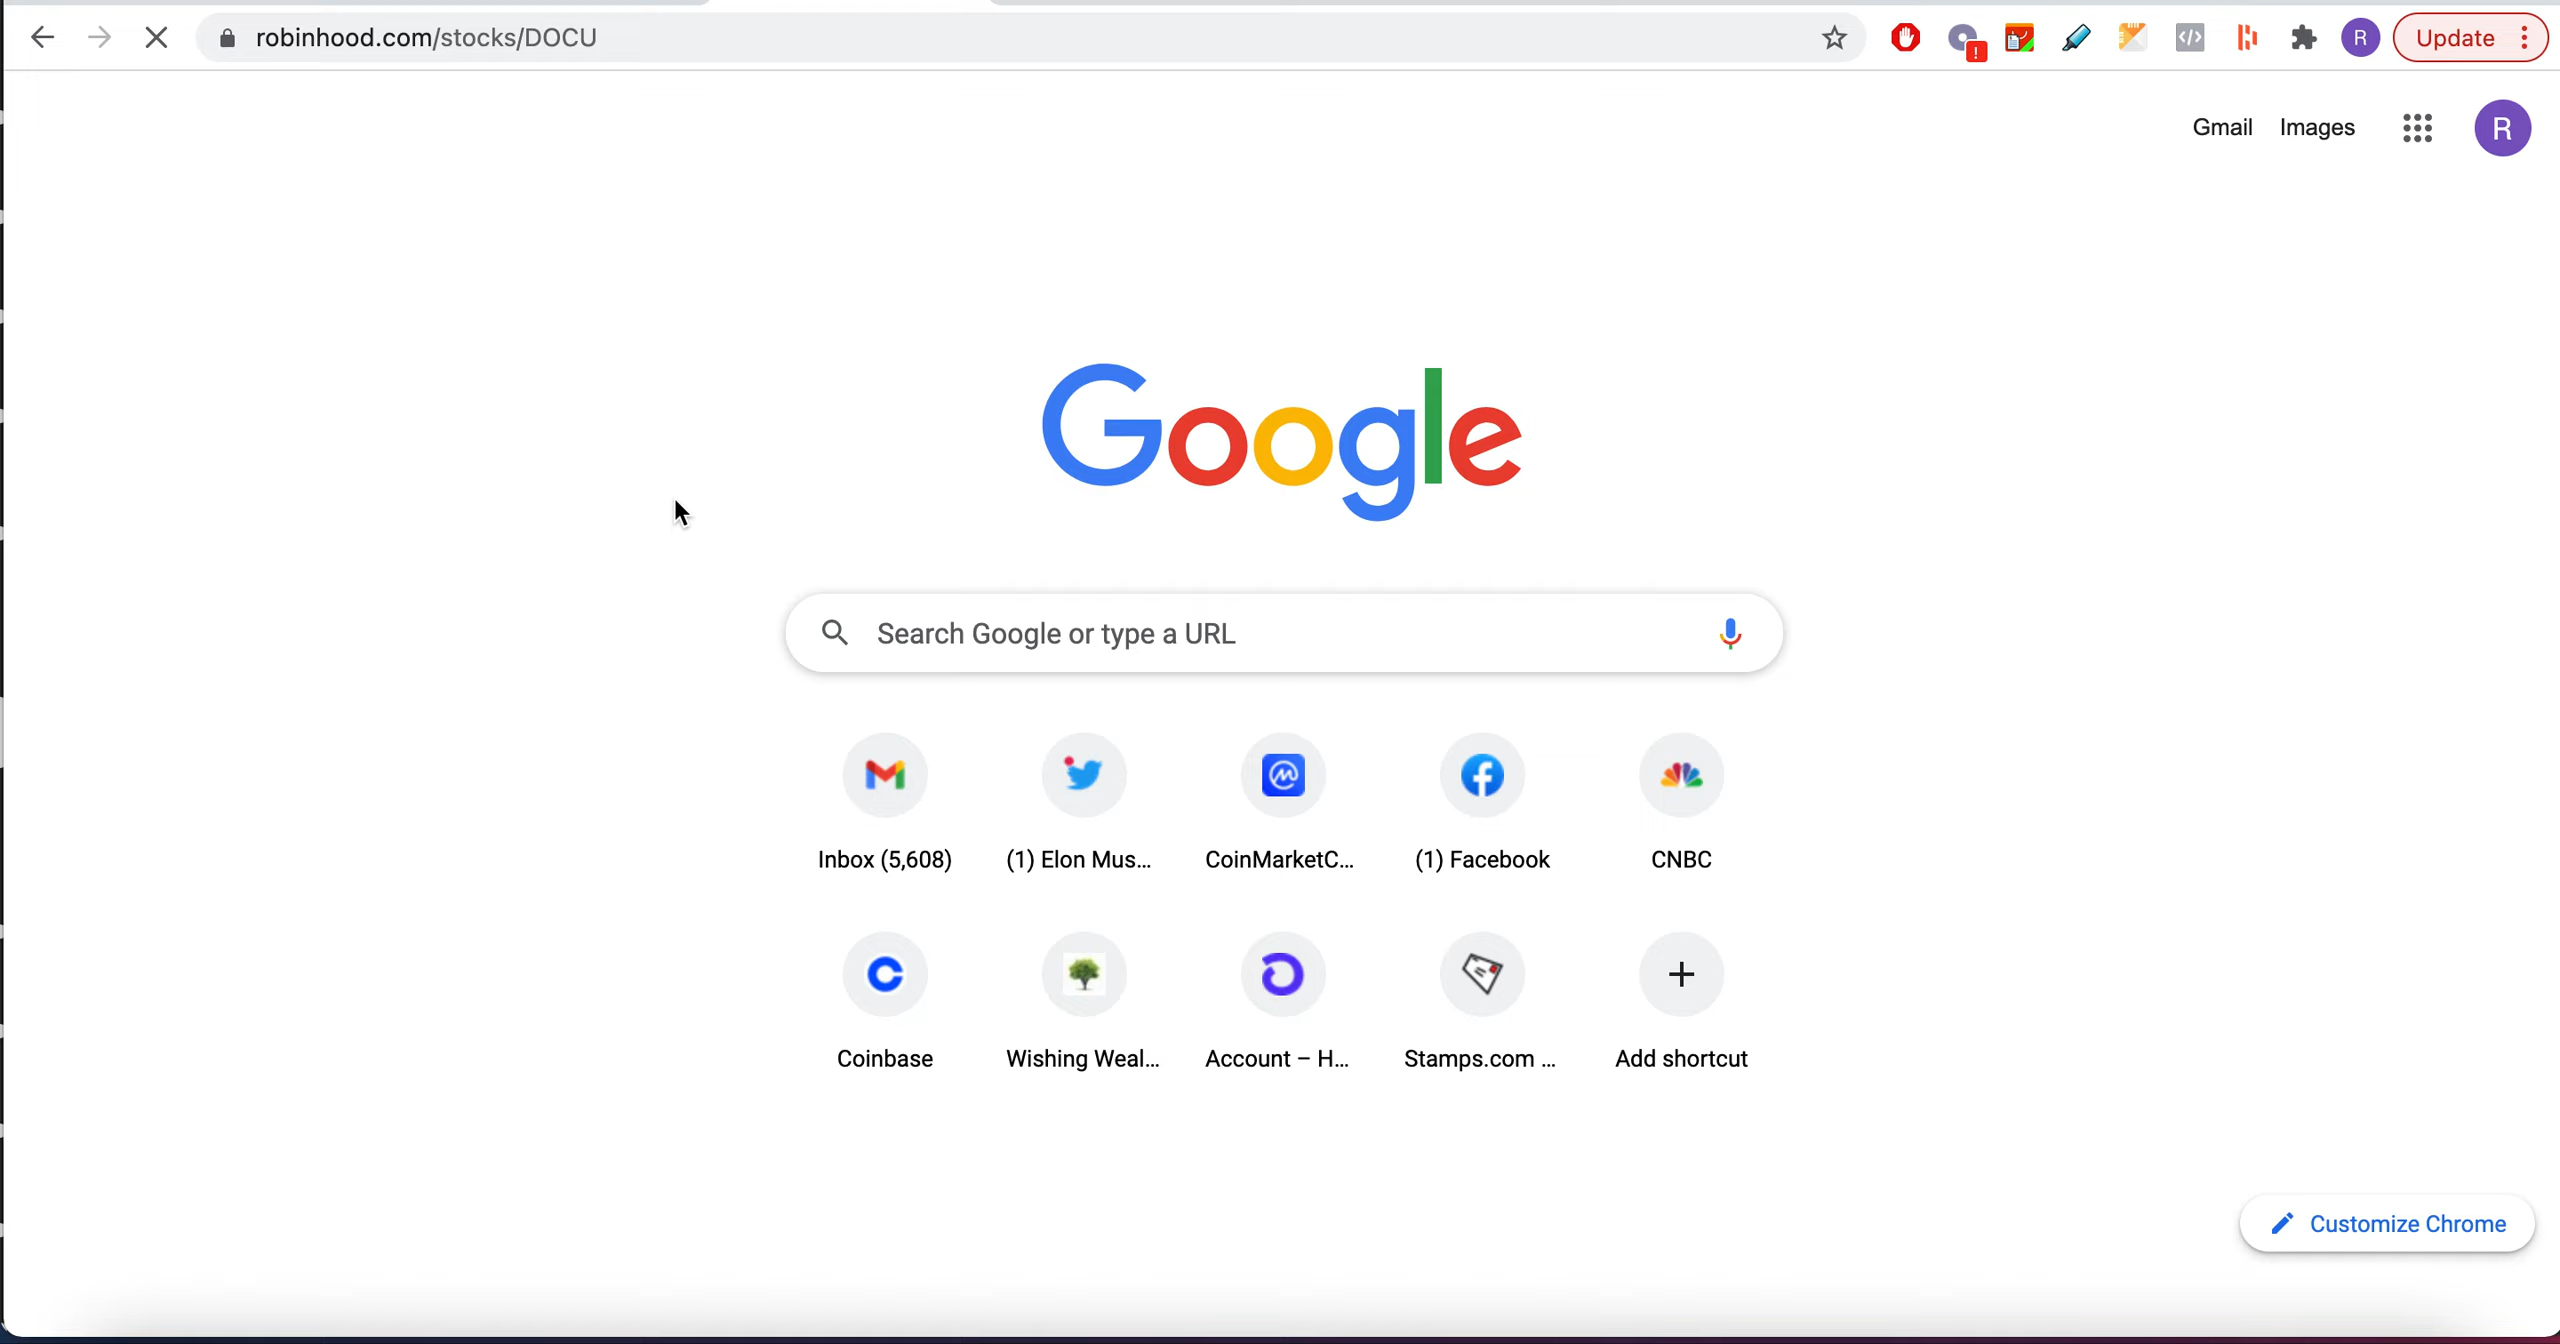 robinhood.com/stocks/DOCU
R
Update
Gmail Images
R
Google
Search Google or type a URL
Inbox (5,608) (1) Elon Mus... CoinMarketC... (1) Facebook CNBC
Coinbase Wishing Weal... Account – H... Stamps.com ... Add shortcut
Customize Chrome